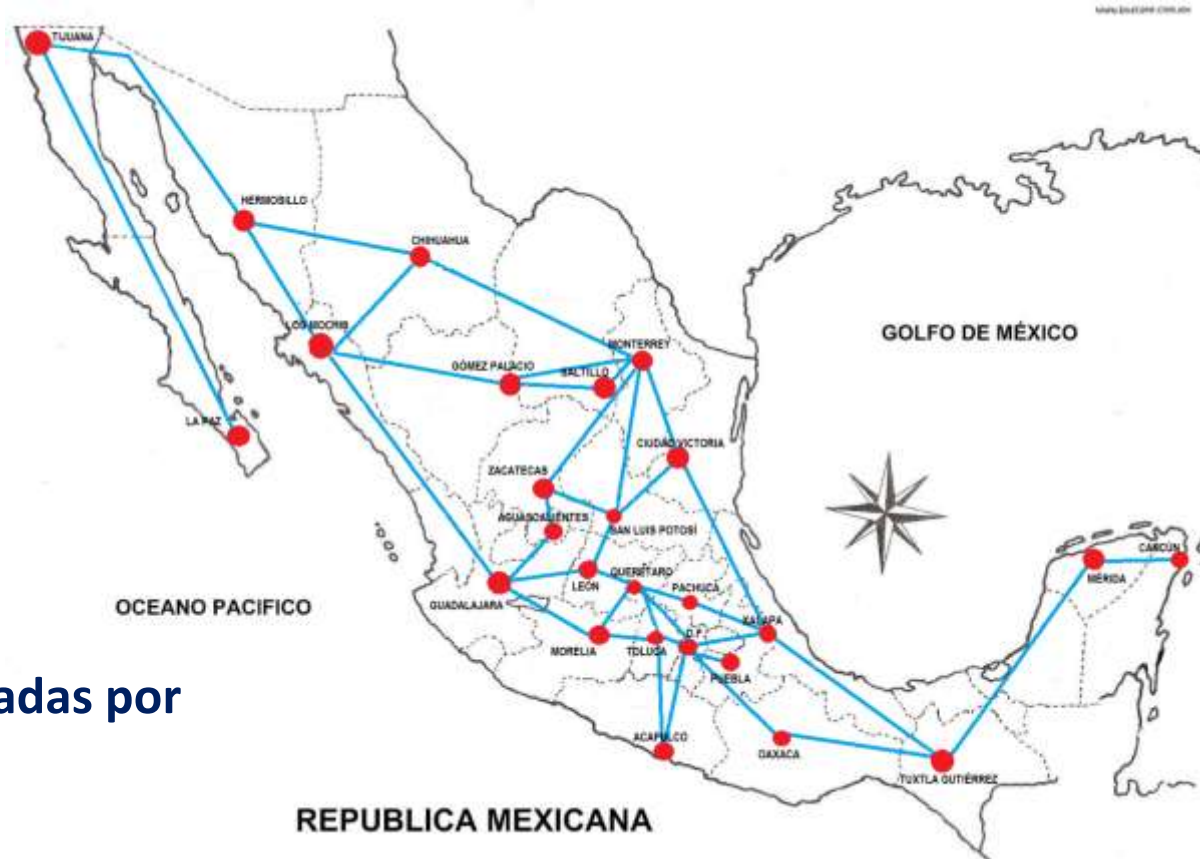 TIJUANA
HERMOSILLO
CHIHUAHUA
LOS MOCHIS
MONTERREY
GOLFO DE MÉXICO
GÓMEZ PALACIO
SALTILLO
LA PAZ
CIUDAD VICTORIA
ZACATECAS
AGUASCALIENTES
SAN LUIS POTOSÍ
CANCÚN
MÉRIDA
LEÓN
QUERÉTARO
PACHUCA
GUADALAJARA
OCEANO PACIFICO
XALAPA
D.F.
MORELIA
TOLUCA
PUEBLA
adas por
ACAPULCO
OAXACA
TUXTLA GUTIÉRREZ
REPUBLICA MEXICANA